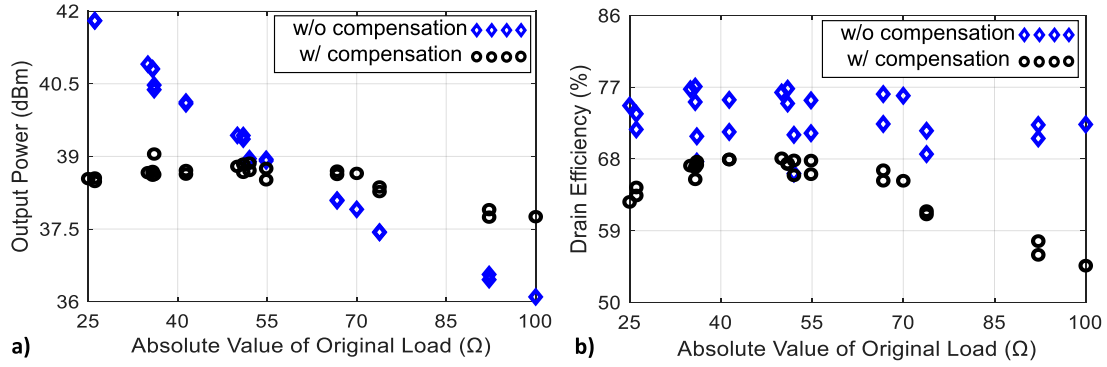 42
40.5
39
37.5
36
Output Power (dBm)
w/o compensation
w/ compensation
25 40 55 70 85 100
a) Absolute Value of Original Load (Ω)
86
77
68
59
50
Drain Efficiency (%)
w/o compensation
w/ compensation
25 40 55 70 85 100
b) Absolute Value of Original Load (Ω)